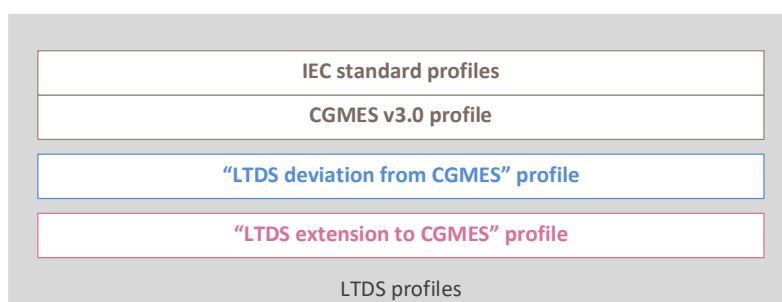 IEC standard profiles
CGMES v3.0 profile
“LTDS deviation from CGMES” profile
“LTDS extension to CGMES” profile
LTDS profiles